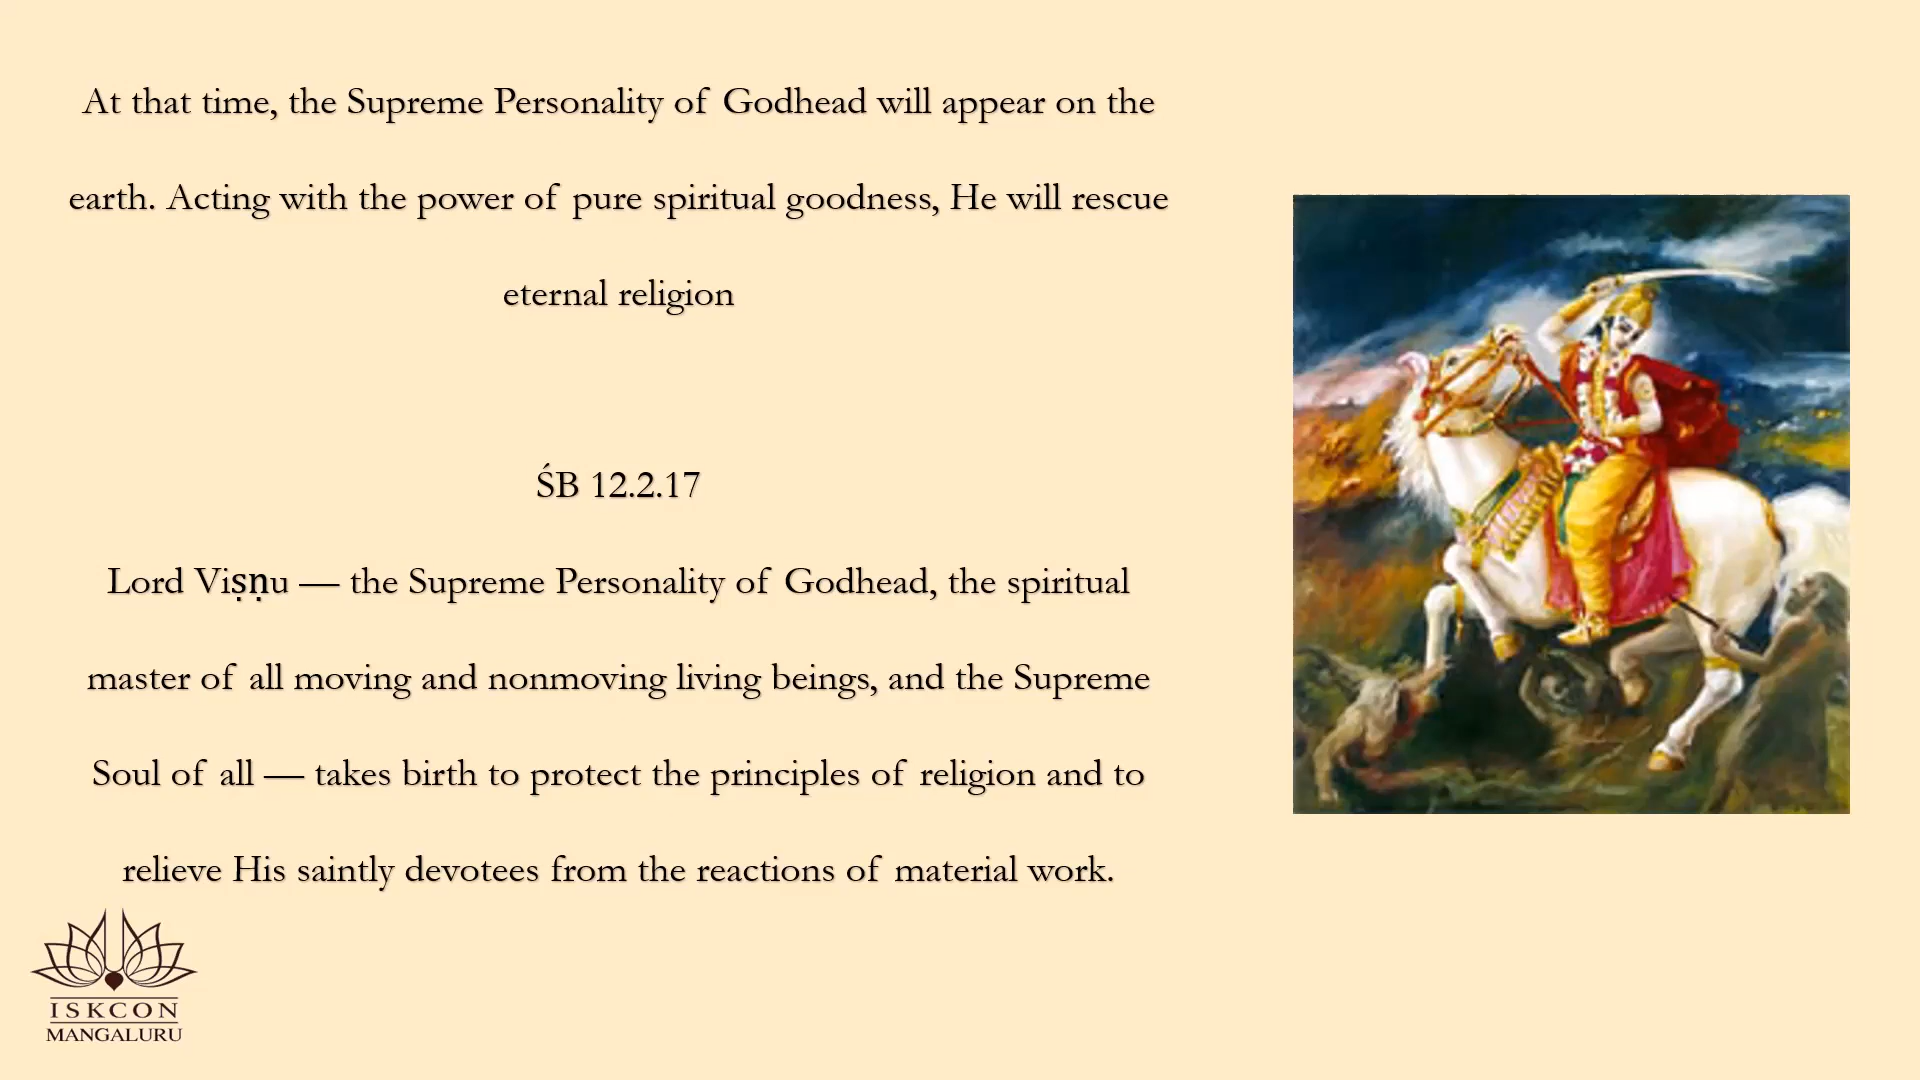 At that time, the Supreme Personality of Godhead will appear on the
earth. Acting with the power of pure spiritual goodness, He will rescue
eternal religion
ŚB 12.2.17
Lord Viṣṇu — the Supreme Personality of Godhead, the spiritual
master of all moving and nonmoving living beings, and the Supreme
Soul of all — takes birth to protect the principles of religion and to
relieve His saintly devotees from the reactions of material work.
ISKCON
MANGALURU